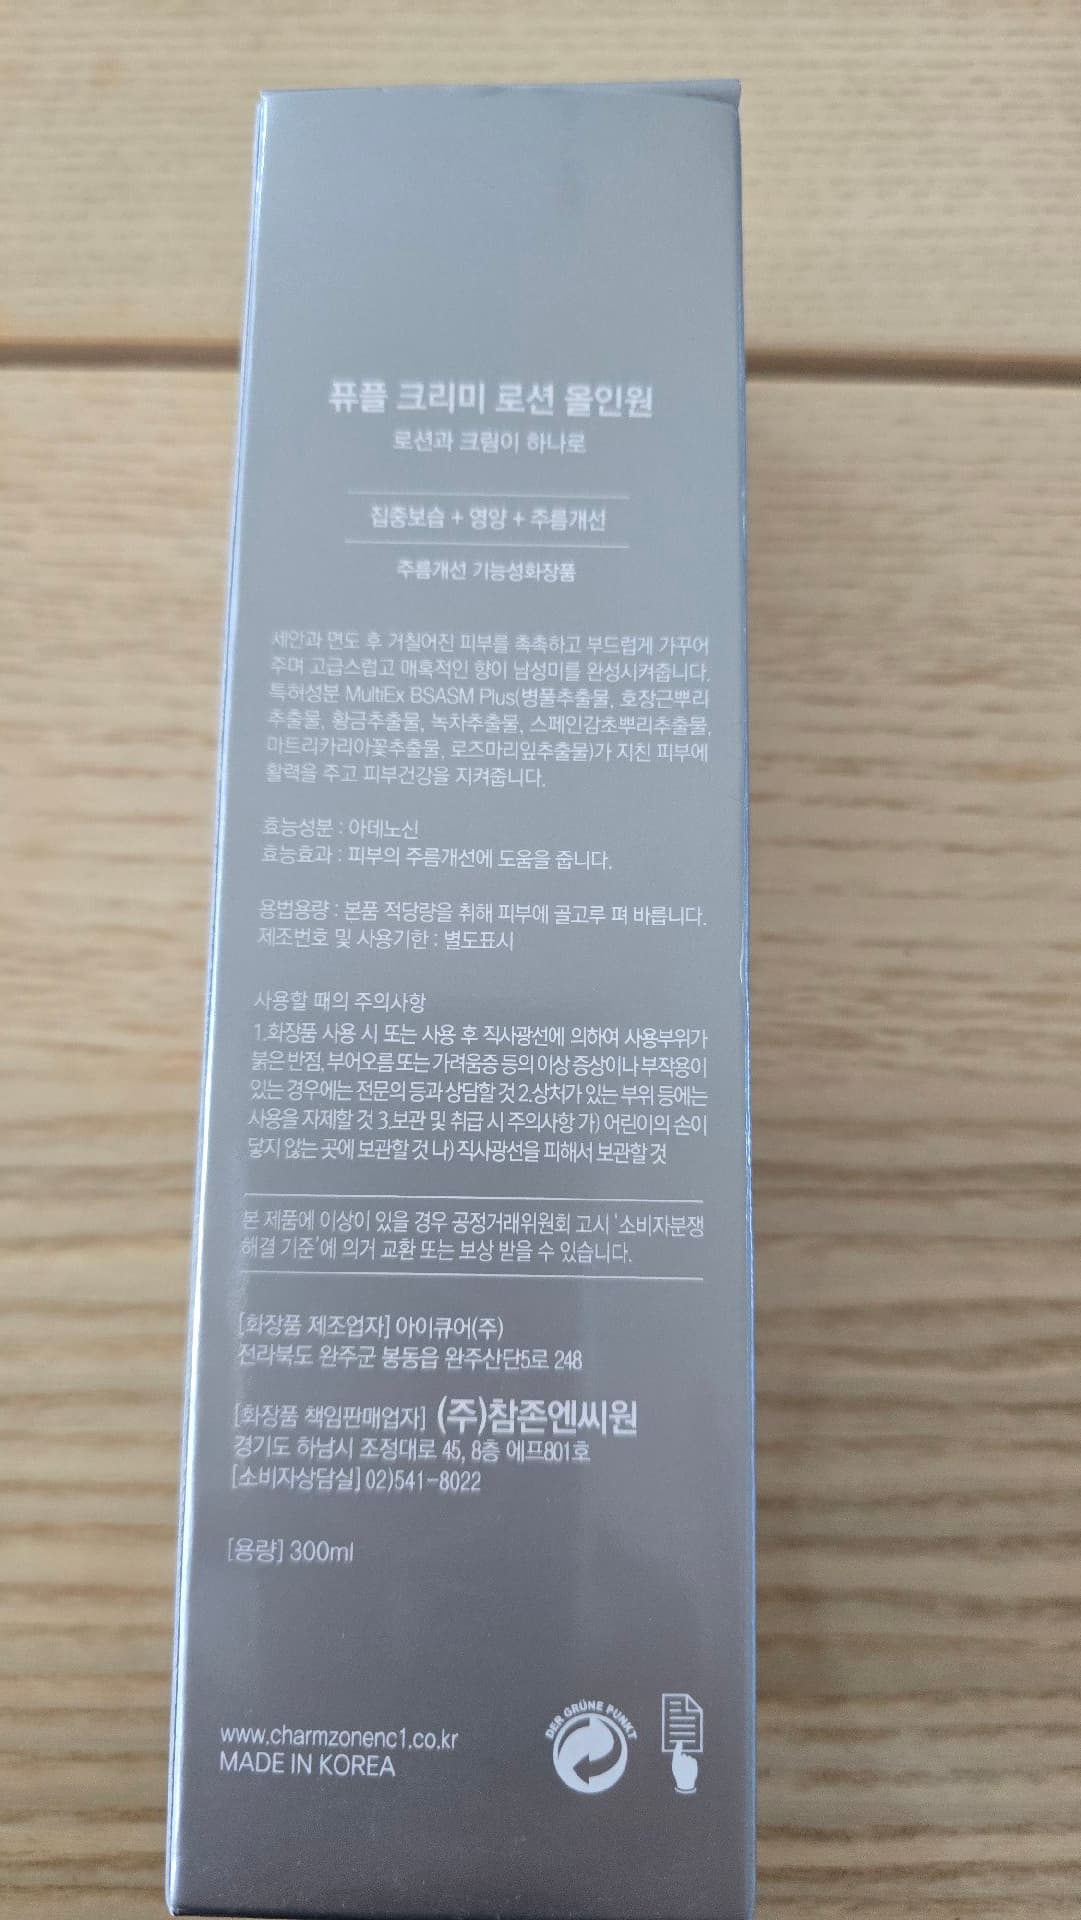 퓨플 크리미 로션 올인원
로션과 크림이 하나로
집중보습 + 영양 + 주름개선
주름개선 기능성화장품
세안과 면도 후 거칠어진 피부를 촉촉하고 부드럽게 가꾸어
주며 고급스럽고 매혹적인 향이 남성미를 완성시켜줍니다.
특허성분 MultiEx BSASM Plus(병풀추출물, 호장근뿌리
추출물, 황금추출물, 녹차추출물, 스페인감초뿌리추출물,
마트리카리아꽃추출물, 로즈마리잎추출물)가 지친 피부에
활력을 주고 피부건강을 지켜줍니다.
효능성분 : 아데노신
효능효과 : 피부의 주름개선에 도움을 줍니다.
용법용량 : 본품 적당량을 취해 피부에 골고루 펴 바릅니다.
제조번호 및 사용기한 : 별도표시
사용할 때의 주의사항
1.화장품 사용 시 또는 사용 후 직사광선에 의하여 사용부위가
붉은 반점, 부어오름 또는 가려움증 등의 이상 증상이나 부작용이
있는 경우에는 전문의 등과 상담할 것 2.상처가 있는 부위 등에는
사용을 자제할 것 3.보관 및 취급 시 주의사항 가) 어린이의 손이
닿지 않는 곳에 보관할 것 나) 직사광선을 피해서 보관할 것
본 제품에 이상이 있을 경우 공정거래위원회 고시 '소비자분쟁
해결 기준'에 의거 교환 또는 보상 받을 수 있습니다.
[화장품 제조업자] 아이큐어(주)
전라북도 완주군 봉동읍 완주산단5로 248
[화장품 책임판매업자] (주)참존엔씨원
경기도 하남시 조정대로 45, 8층 에프801호
[소비자상담실] 02)541-8022
[용량] 300ml
DER GRÜNE PUNKT
www.charmzonenc1.co.kr
MADE IN KOREA